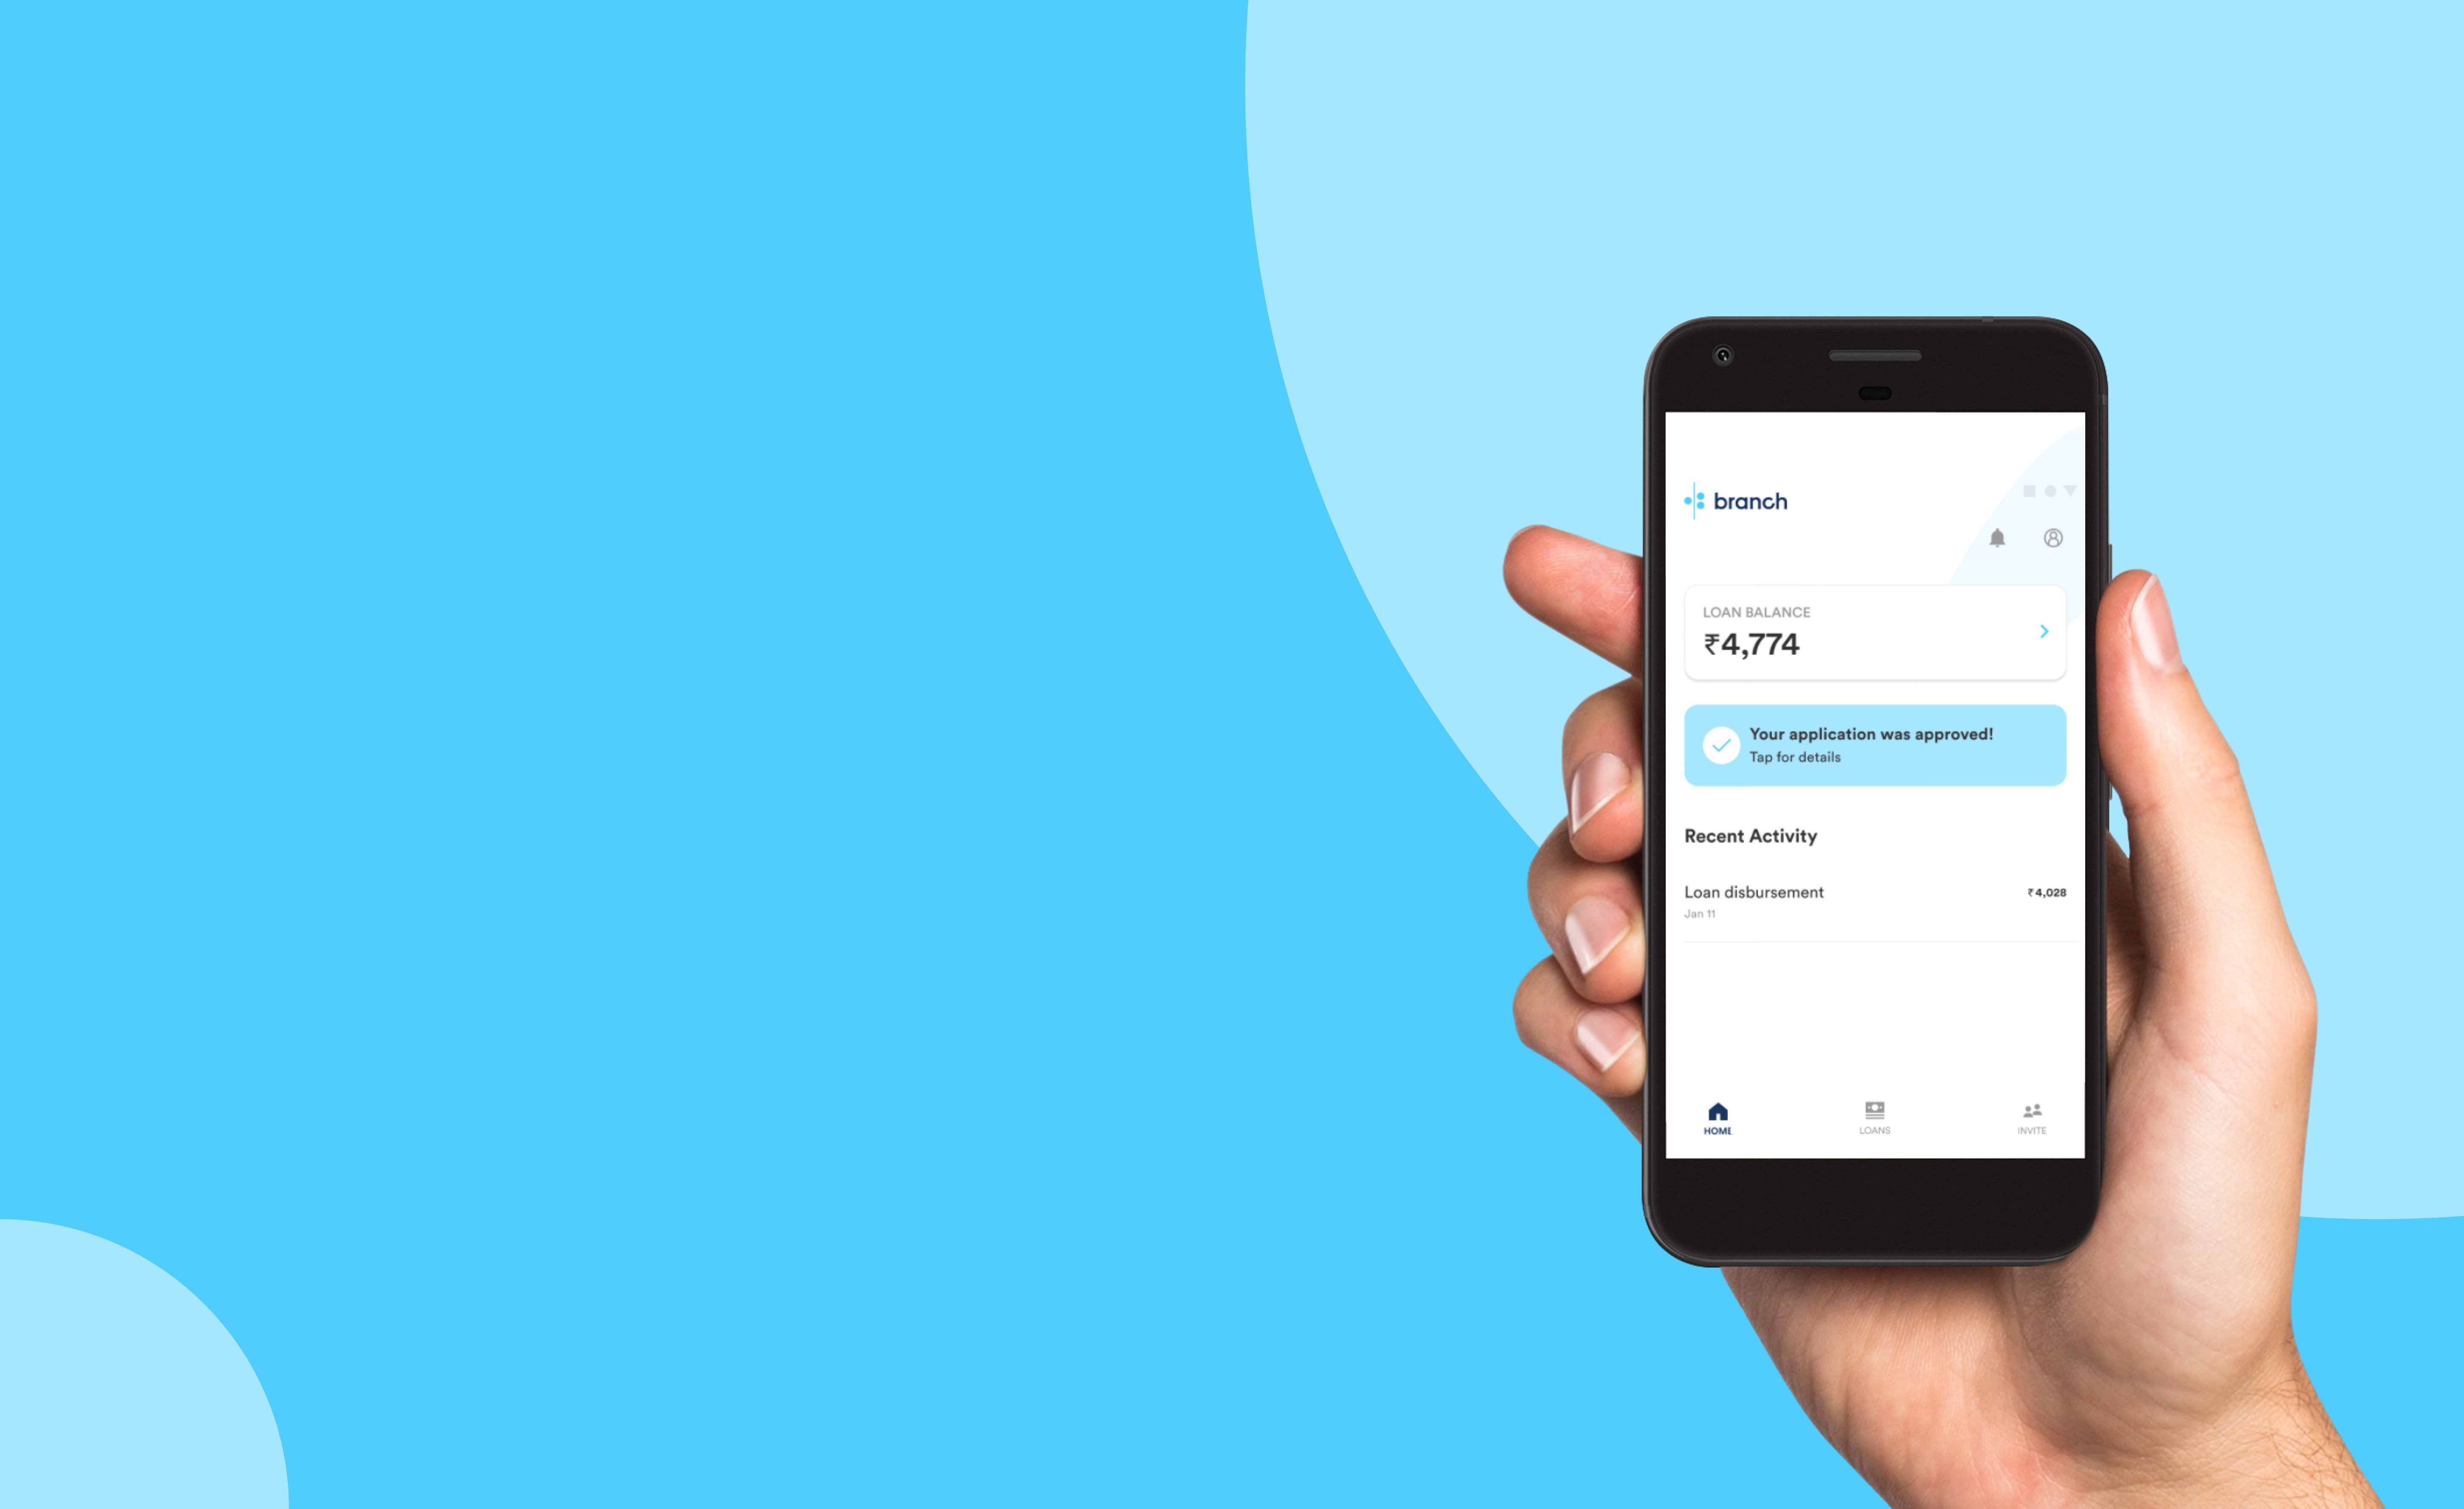 branch
LOAN BALANCE
₹4,774
Your application was approved!
Tap for details
Recent Activity
Loan disbursement
₹4,028
Jan 11
HOME
LOANS
INVITE